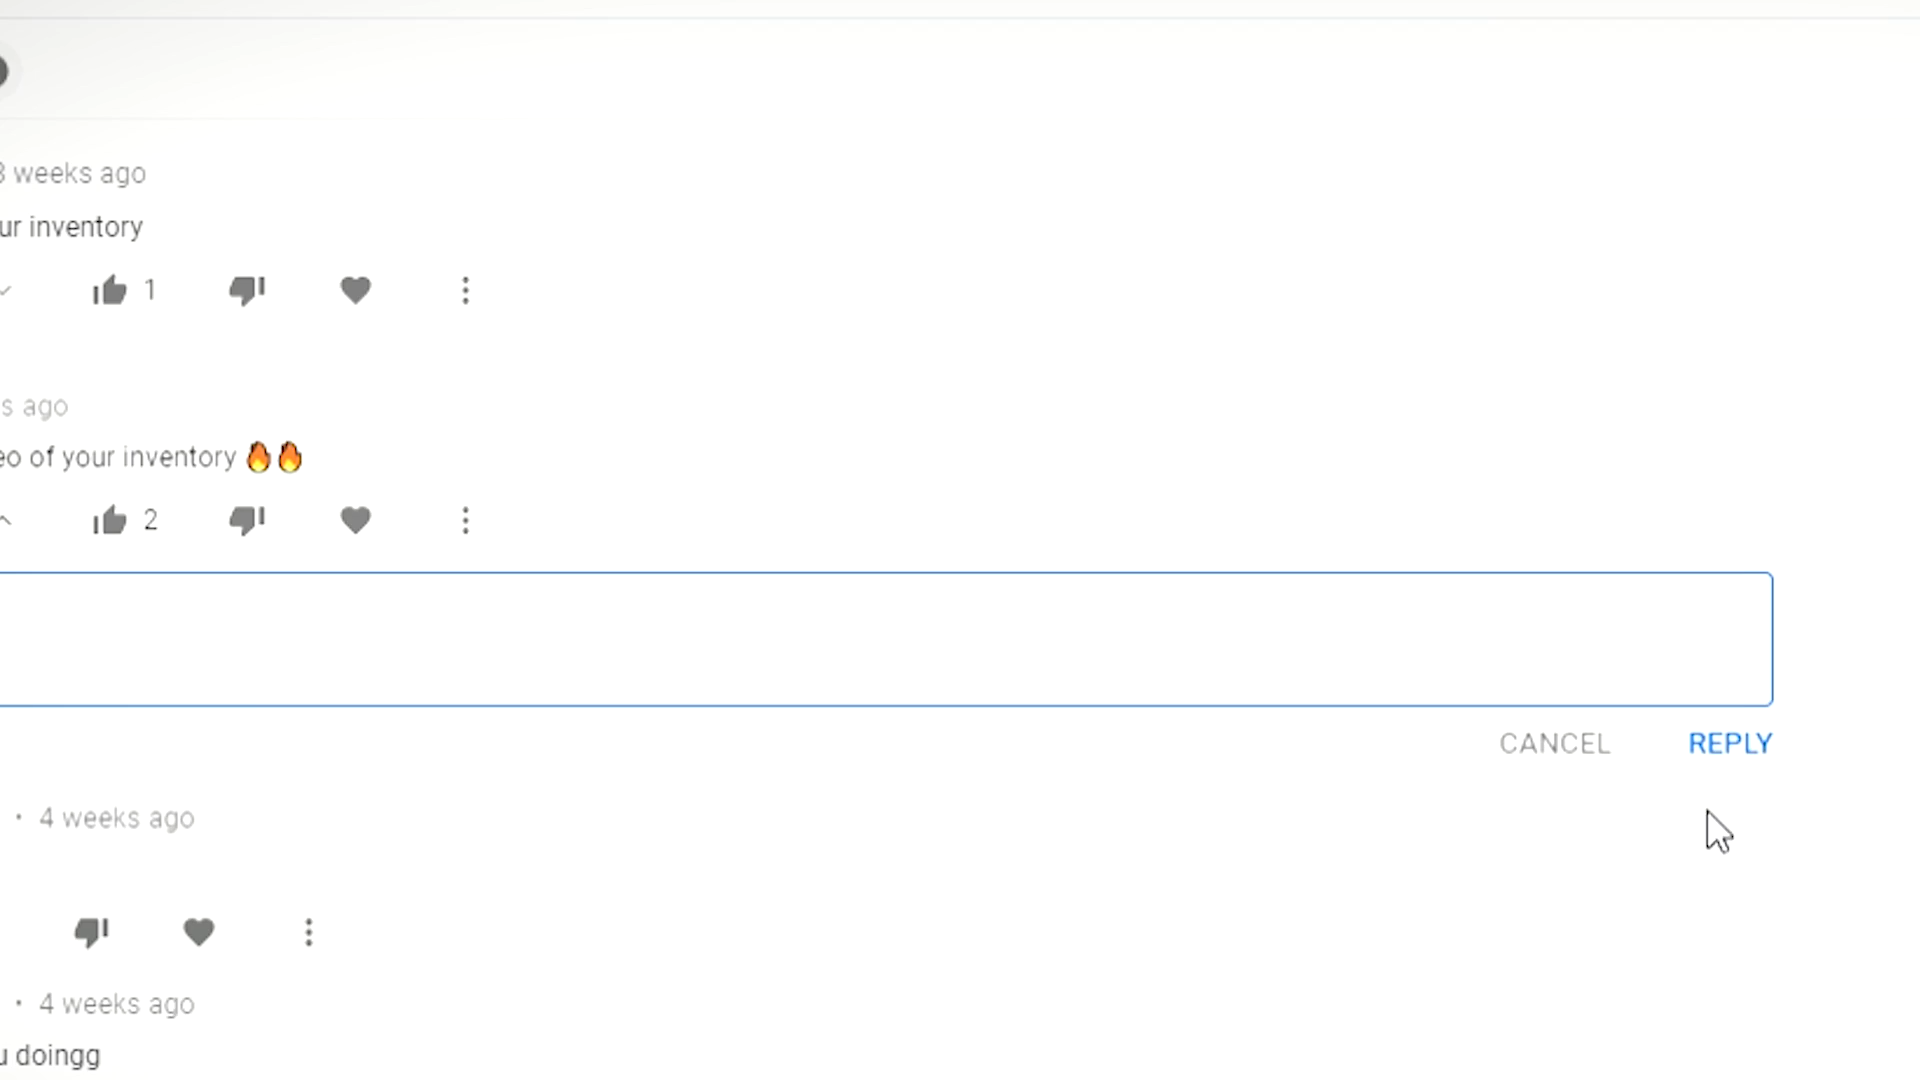 3 weeks ago
ur inventory
1
s ago
eo of your inventory 🔥🔥
2
CANCEL REPLY
· 4 weeks ago
· 4 weeks ago
u doingg